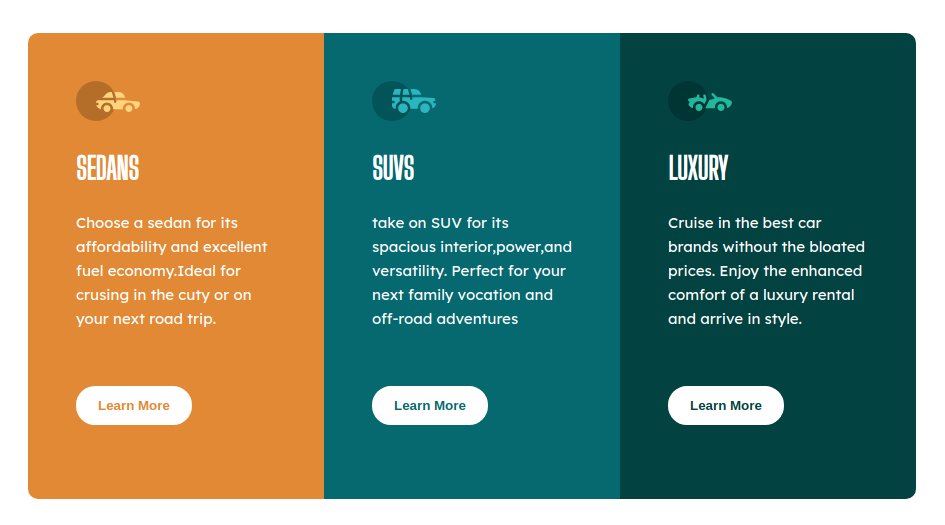 SEDANS
Choose a sedan for its
affordability and excellent
fuel economy.Ideal for
crusing in the cuty or on
your next road trip.
Learn More
SUVS
take on SUV for its
spacious interior,power,and
versatility. Perfect for your
next family vocation and
off-road adventures
Learn More
LUXURY
Cruise in the best car
brands without the bloated
prices. Enjoy the enhanced
comfort of a luxury rental
and arrive in style.
Learn More